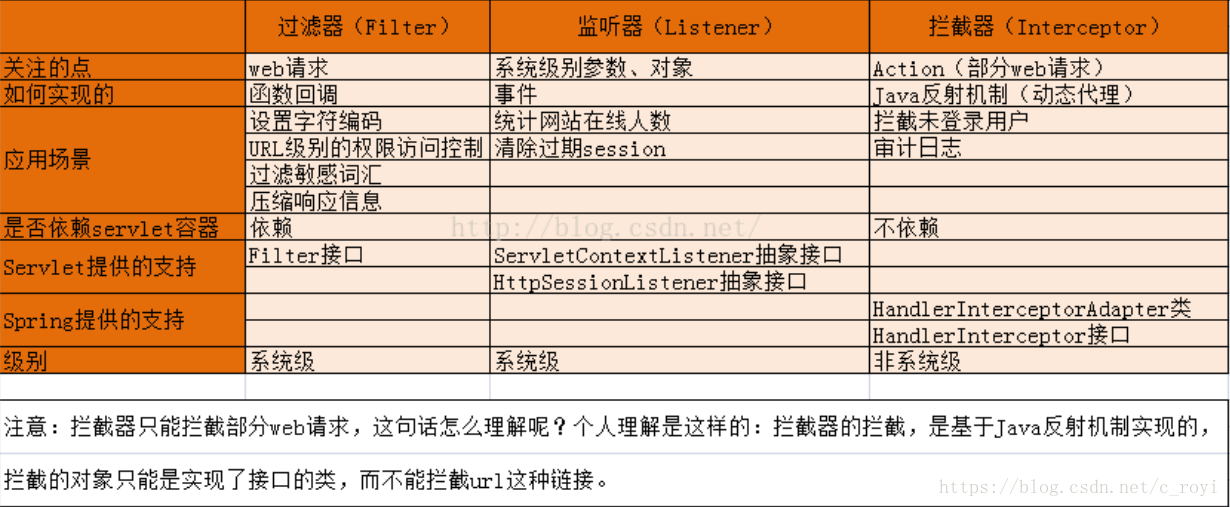 过滤器（Filter） 监听器（Listener） 拦截器（Interceptor）
关注的点 web请求 系统级别参数、对象 Action（部分web请求）
如何实现的 函数回调 事件 Java反射机制（动态代理）
应用场景 设置字符编码 统计网站在线人数 拦截未登录用户
URL级别的权限访问控制 清除过期session 审计日志
过滤敏感词汇
压缩响应信息
是否依赖servlet容器 依赖 不依赖
http://blog.csdn.net/
Servlet提供的支持 Filter接口 ServletContextListener抽象接口
HttpSessionListener抽象接口
Spring提供的支持 HandlerInterceptorAdapter类
HandlerInterceptor接口
级别 系统级 系统级 非系统级
注意：拦截器只能拦截部分web请求，这句话怎么理解呢？个人理解是这样的：拦截器的拦截，是基于Java反射机制实现的，
拦截的对象只能是实现了接口的类，而不能拦截url这种链接。
https://blog.csdn.net/c_royi